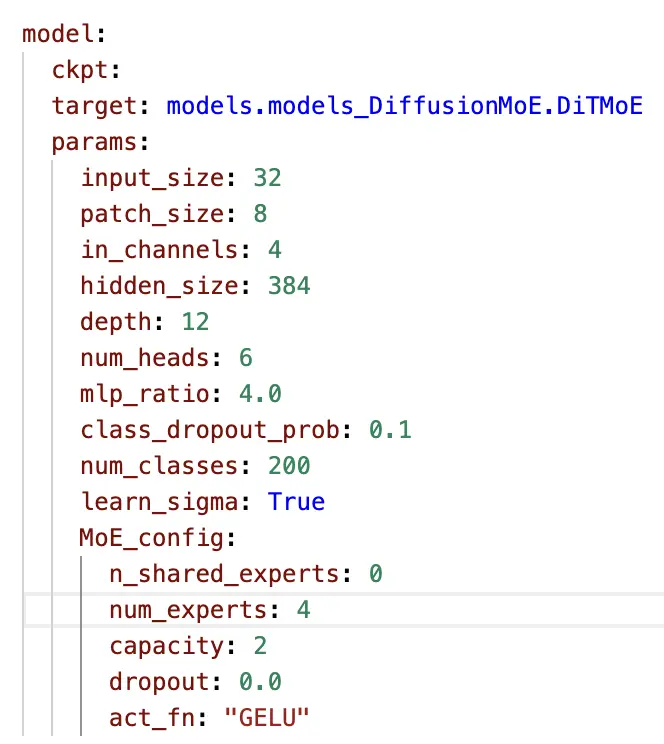 model:
ckpt:
target: models.models_DiffusionMoE.DiTMoE
params:
input_size: 32
patch_size: 8
in_channels: 4
hidden_size: 384
depth: 12
num_heads: 6
mlp_ratio: 4.0
class_dropout_prob: 0.1
num_classes: 200
learn_sigma: True
MoE_config:
n_shared_experts: 0
num_experts: 4
capacity: 2
dropout: 0.0
act_fn: "GELU"